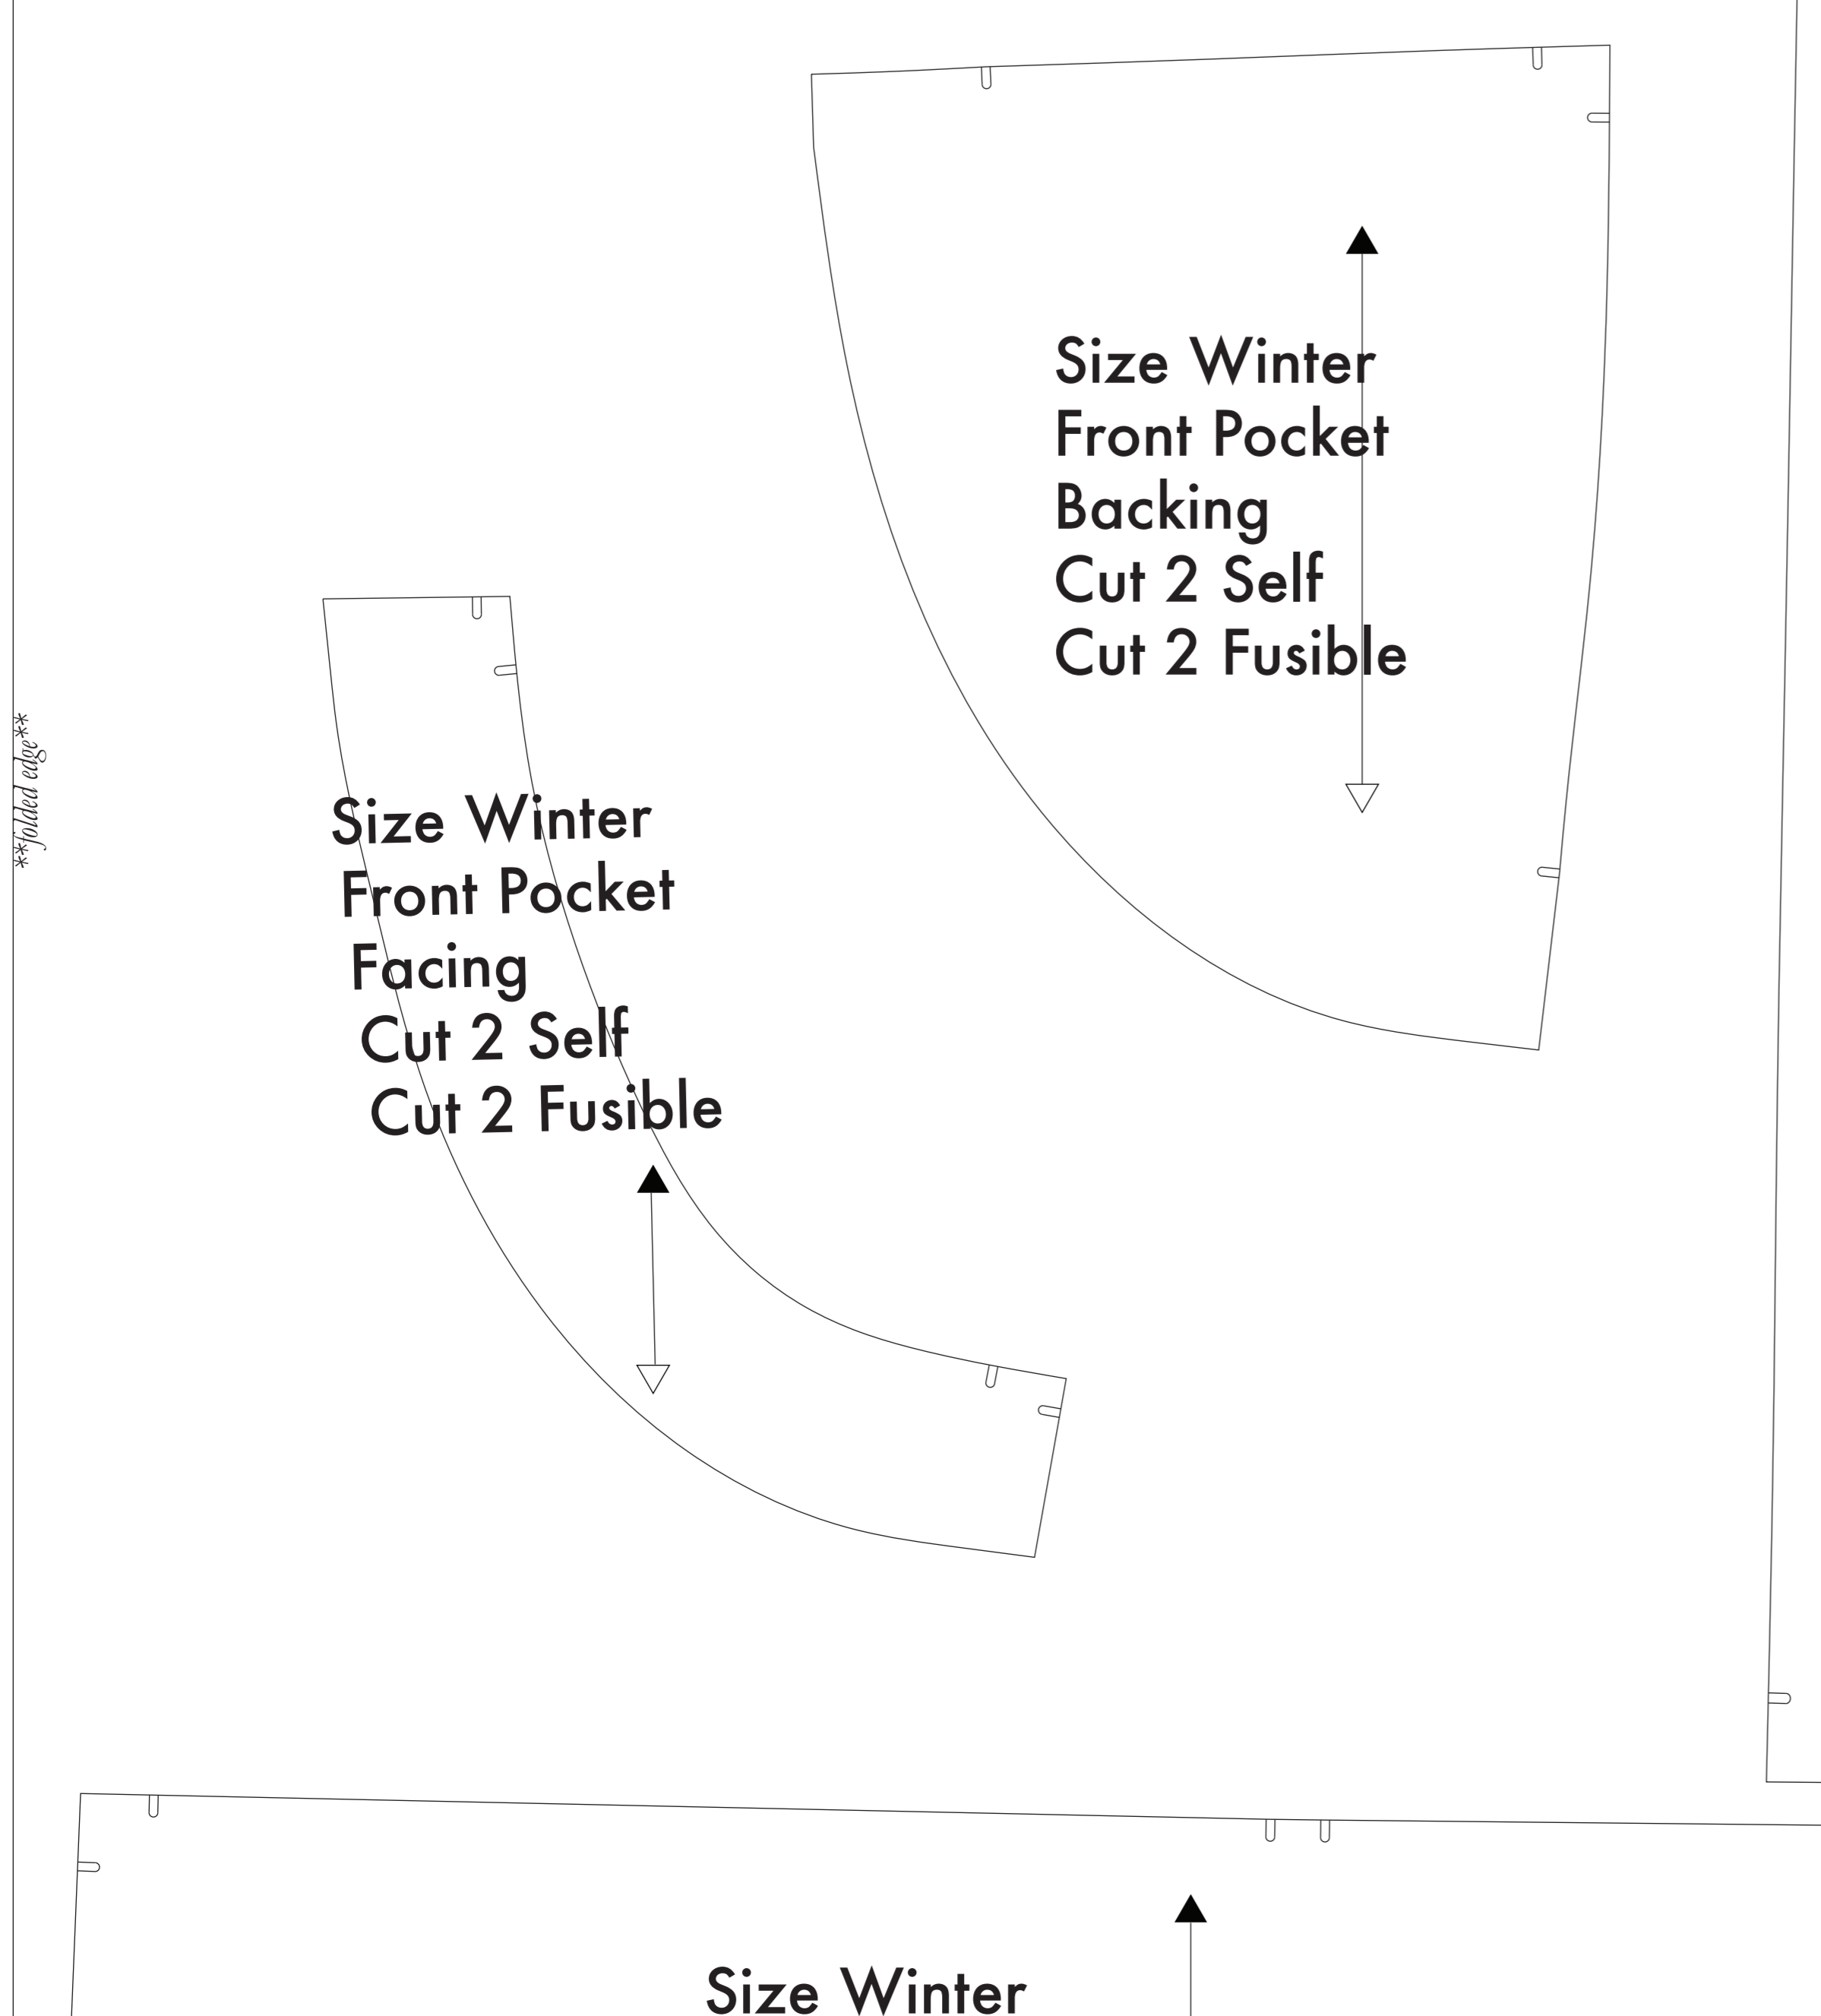 Size Winter
Front Pocket
Backing
Cut 2 Self
Cut 2 Fusible
**folded edge**
Size Winter
Front Pocket
Facing
Cut 2 Self
Cut 2 Fusible
Size Winter